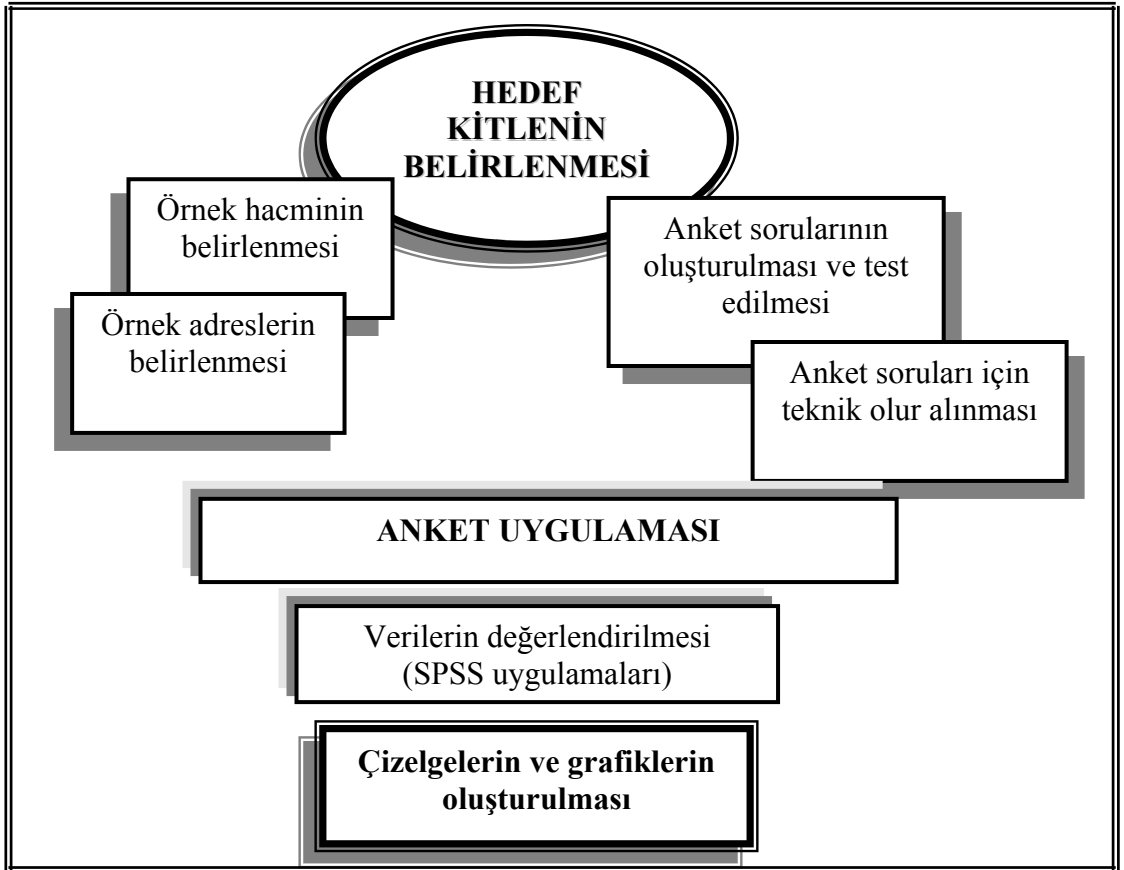 HEDEF
KİTLENİN
BELİRLENMESİ
Örnek hacminin
belirlenmesi
Örnek adreslerin
belirlenmesi
Anket sorularının
oluşturulması ve test
edilmesi
Anket soruları için
teknik olur alınması
ANKET UYGULAMASI
Verilerin değerlendirilmesi
(SPSS uygulamaları)
Çizelgelerin ve grafiklerin
oluşturulması